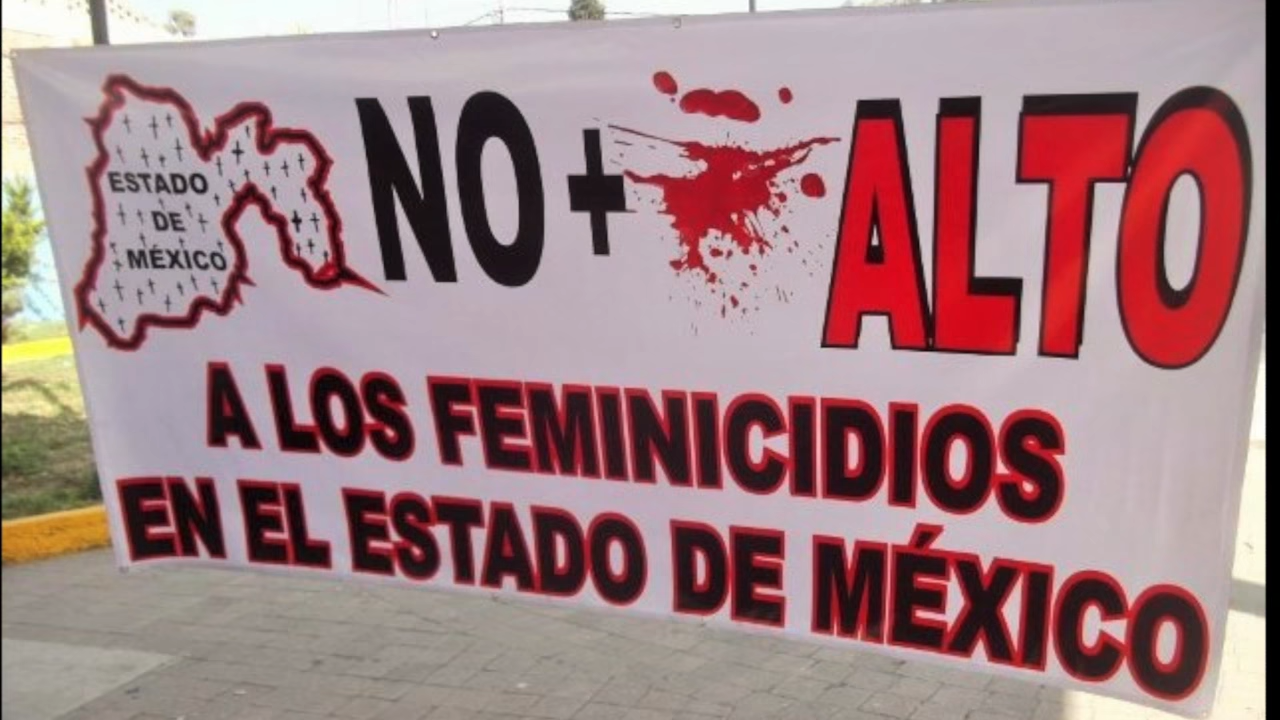 ESTADO
DE
MÉXICO
NO + ALTO
A LOS FEMINICIDIOS
EN EL ESTADO DE MÉXICO